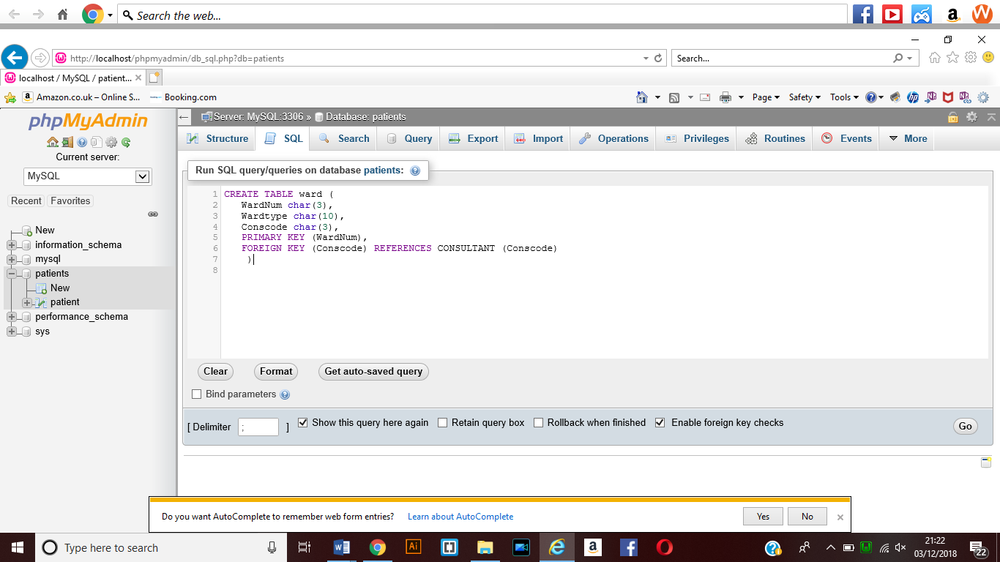 Search the web...
http://localhost/phpmyadmin/db_sql.php?db=patients
Search...
localhost / MySQL / patient...
Amazon.co.uk – Online S...
Booking.com
Page
Safety
Tools
phpMyAdmin
Current server:
MySQL
Recent
Favorites
New
information_schema
mysql
patients
New
patient
performance_schema
sys
Server: MySQL:3306 » Database: patients
Structure
SQL
Search
Query
Export
Import
Operations
Privileges
Routines
Events
More
Run SQL query/queries on database patients:
1 CREATE TABLE ward (
2 WardNum char(3),
3 Wardtype char(10),
4 Conscode char(3),
5 PRIMARY KEY (WardNum),
6 FOREIGN KEY (Conscode) REFERENCES CONSULTANT (Conscode)
7 )
8
Clear
Format
Get auto-saved query
Bind parameters
[ Delimiter ; ]
Show this query here again
Retain query box
Rollback when finished
Enable foreign key checks
Go
Do you want AutoComplete to remember web form entries?
Learn about AutoComplete
Yes
No
Type here to search
21:22
03/12/2018
22